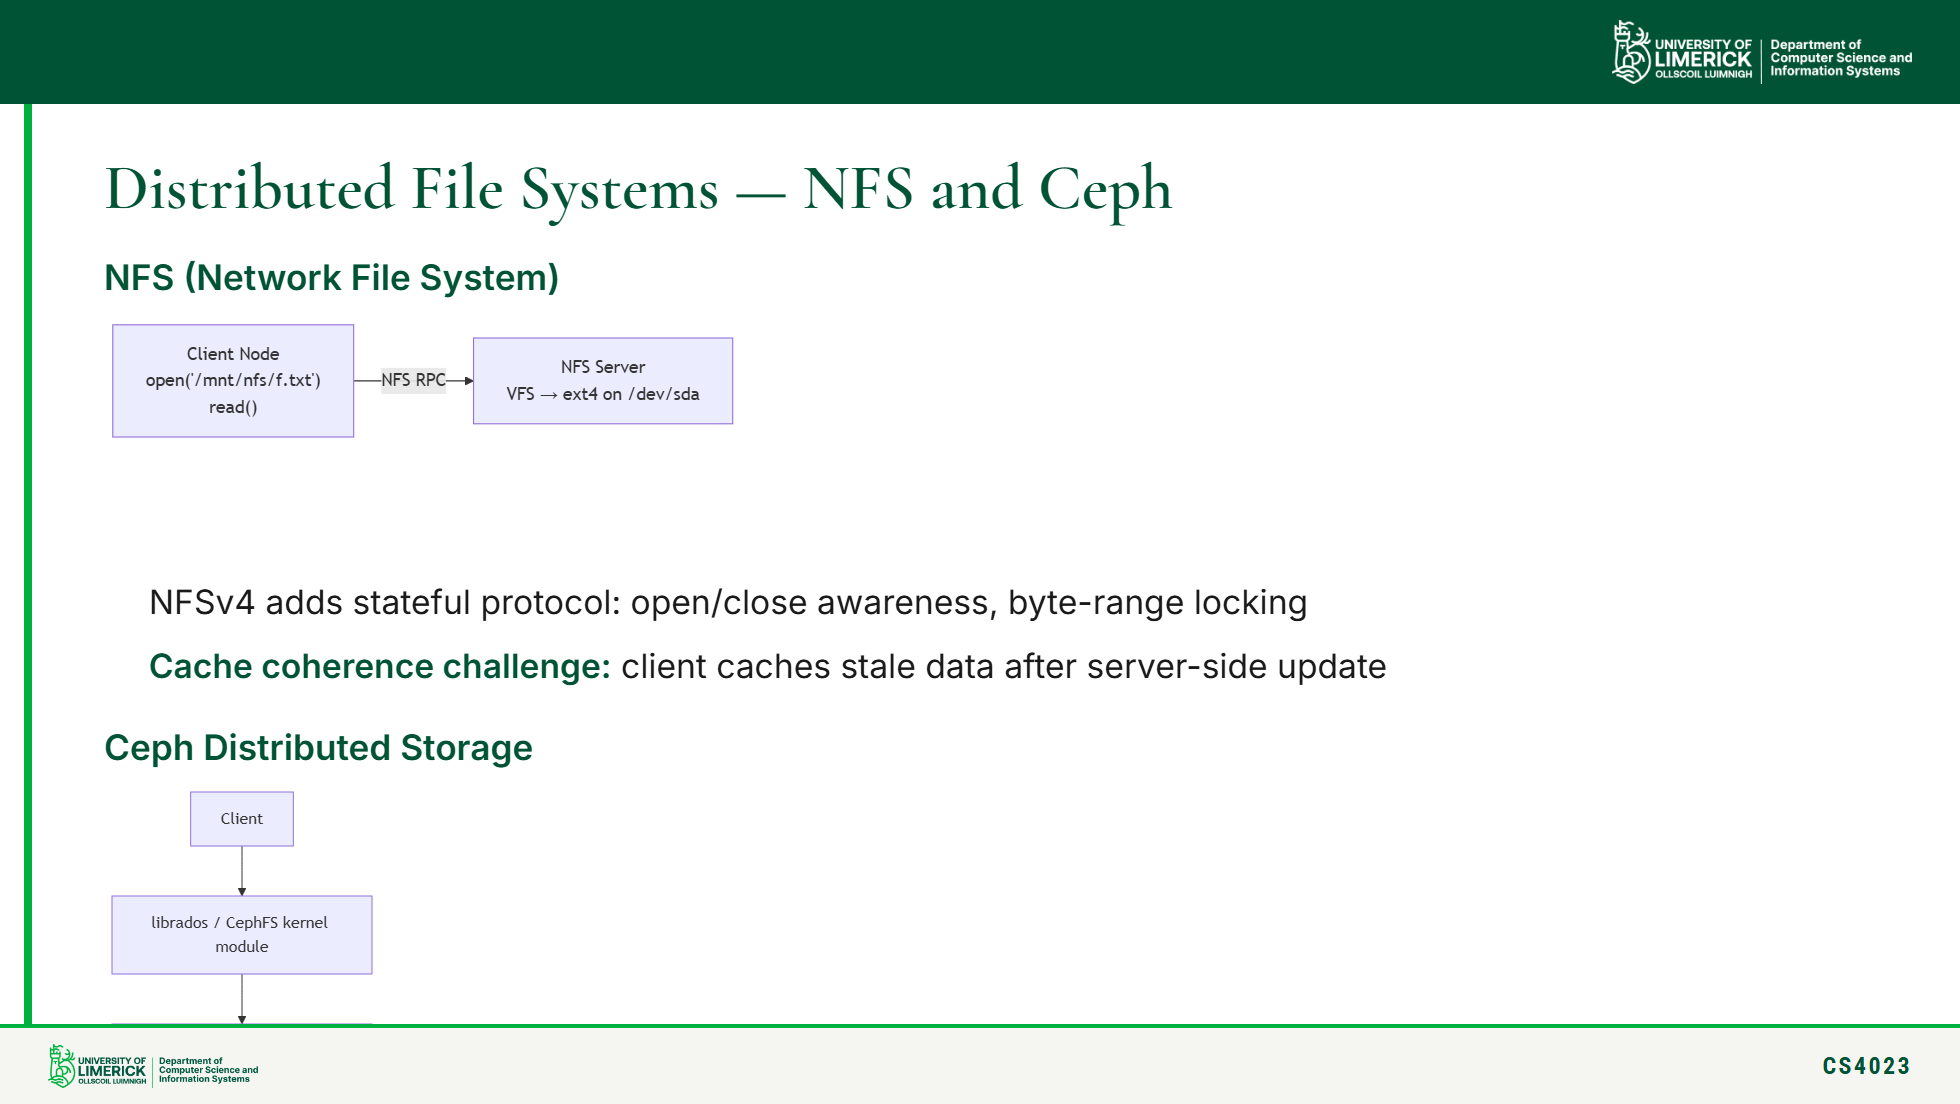 UNIVERSITY OF
LIMERICK
OLLSCOIL LUIMNIGH
Department of
Computer Science and
Information Systems
Distributed File Systems — NFS and Ceph
NFS (Network File System)
Client Node
open('/mnt/nfs/f.txt')
read()
NFS RPC
NFS Server
VFS → ext4 on /dev/sda
NFSv4 adds stateful protocol: open/close awareness, byte-range locking
Cache coherence challenge: client caches stale data after server-side update
Ceph Distributed Storage
Client
librados / CephFS kernel
module
UNIVERSITY OF
LIMERICK
OLLSCOIL LUIMNIGH
Department of
Computer Science and
Information Systems
CS4023